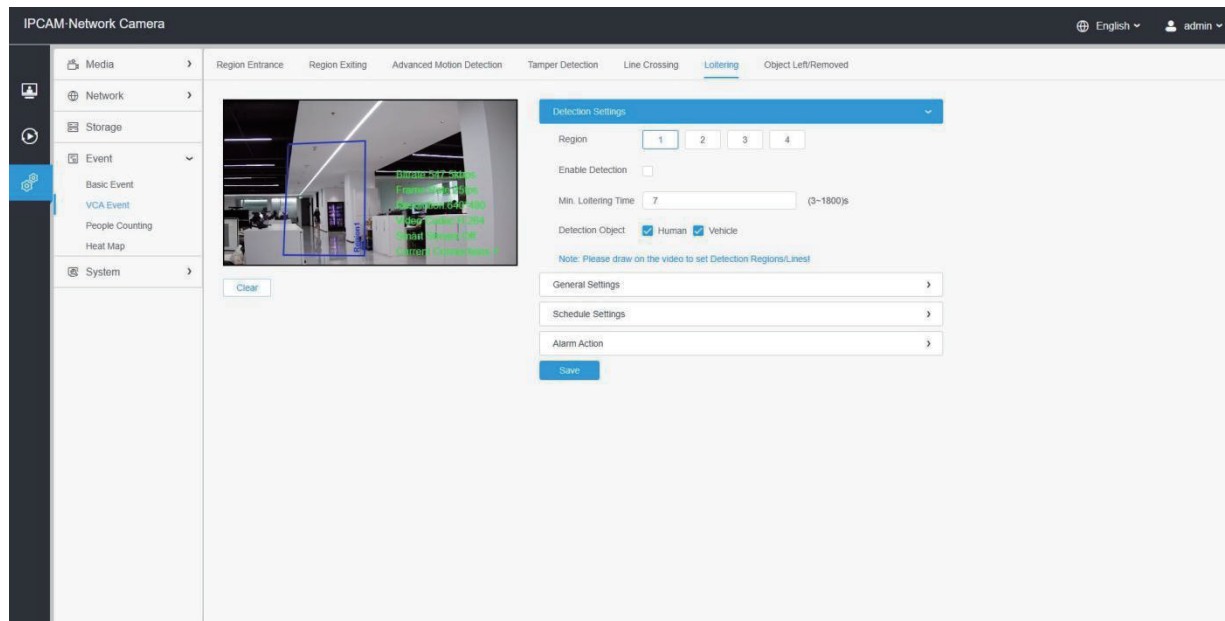 IPCAM·Network Camera
English
admin
Media
Network
Storage
Event
Basic Event
VCA Event
People Counting
Heat Map
System
Region Entrance Region Exiting Advanced Motion Detection Tamper Detection Line Crossing Loitering Object Left/Removed
Region1
Clear
Detection Settings
Region 1 2 3 4
Enable Detection
Min. Loitering Time 7 (3~1800)s
Detection Object Human Vehicle
Note: Please draw on the video to set Detection Regions/Lines!
General Settings
Schedule Settings
Alarm Action
Save